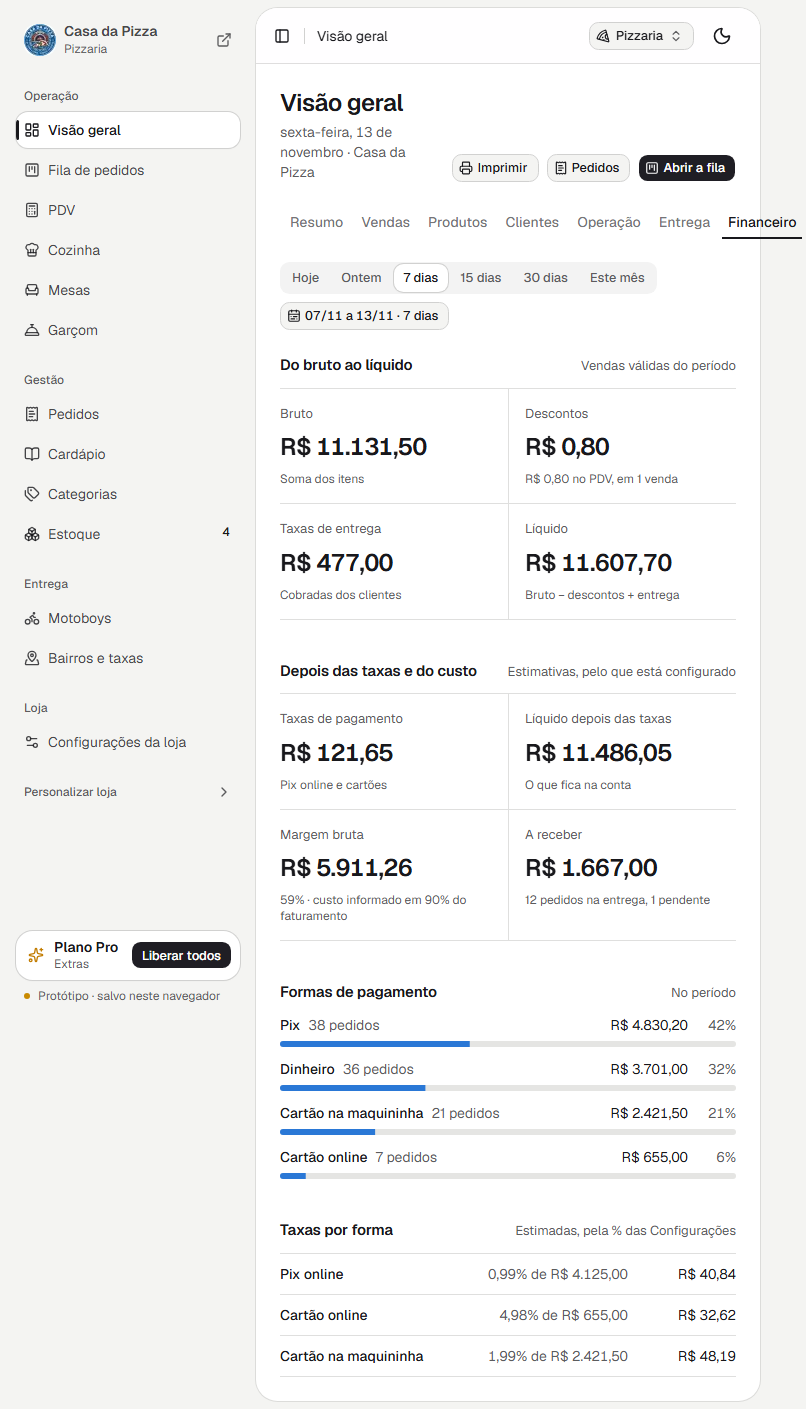 Casa da Pizza
Pizzaria
Operação
Visão geral
Fila de pedidos
PDV
Cozinha
Mesas
Garçom
Gestão
Pedidos
Cardápio
Categorias
Estoque 4
Entrega
Motoboys
Bairros e taxas
Loja
Configurações da loja
Personalizar loja
Plano Pro
Extras
Liberar todos
Protótipo · salvo neste navegador
Visão geral
Pizzaria
Visão geral
sexta-feira, 13 de
novembro · Casa da
Pizza
Imprimir
Pedidos
Abrir a fila
Resumo Vendas Produtos Clientes Operação Entrega Financeiro
Hoje Ontem 7 dias 15 dias 30 dias Este mês
07/11 a 13/11 · 7 dias
Do bruto ao líquido Vendas válidas do período
Bruto
R$ 11.131,50
Soma dos itens
Descontos
R$ 0,80
R$ 0,80 no PDV, em 1 venda
Taxas de entrega
R$ 477,00
Cobradas dos clientes
Líquido
R$ 11.607,70
Bruto − descontos + entrega
Depois das taxas e do custo Estimativas, pelo que está configurado
Taxas de pagamento
R$ 121,65
Pix online e cartões
Líquido depois das taxas
R$ 11.486,05
O que fica na conta
Margem bruta
R$ 5.911,26
59% · custo informado em 90% do
faturamento
A receber
R$ 1.667,00
12 pedidos na entrega, 1 pendente
Formas de pagamento No período
Pix 38 pedidos R$ 4.830,20 42%
Dinheiro 36 pedidos R$ 3.701,00 32%
Cartão na maquininha 21 pedidos R$ 2.421,50 21%
Cartão online 7 pedidos R$ 655,00 6%
Taxas por forma Estimadas, pela % das Configurações
Pix online 0,99% de R$ 4.125,00 R$ 40,84
Cartão online 4,98% de R$ 655,00 R$ 32,62
Cartão na maquininha 1,99% de R$ 2.421,50 R$ 48,19